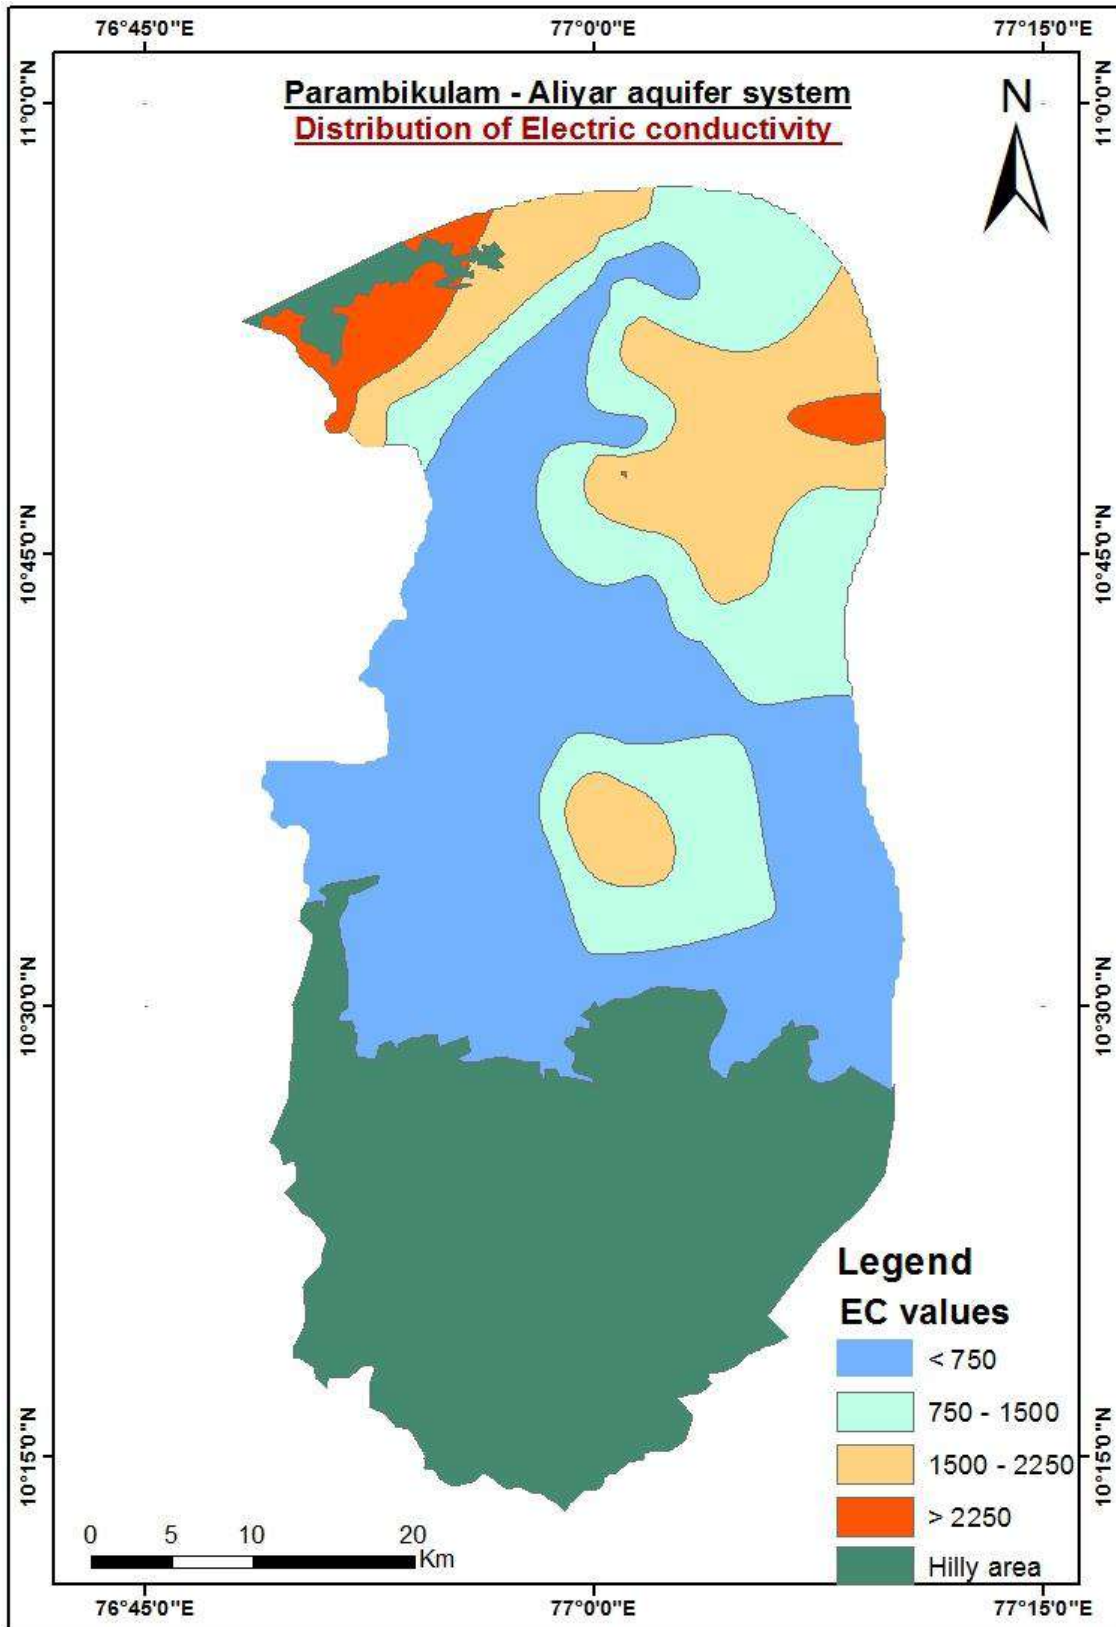 76°45'0"E 77°0'0"E 77°15'0"E
Parambikulam - Aliyar aquifer system
Distribution of Electric conductivity
N
11°0'0"N 11°0'0"N
10°45'0"N 10°45'0"N
10°30'0"N 10°30'0"N
Legend
EC values
< 750
750 - 1500
1500 - 2250
> 2250
Hilly area
10°15'0"N 10°15'0"N
0 5 10 20
Km
76°45'0"E 77°0'0"E 77°15'0"E